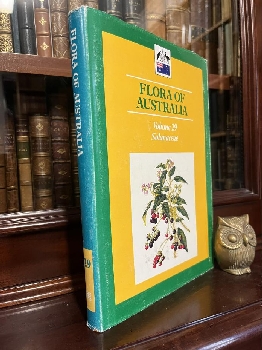 FLORA OF
AUSTRALIA
Volume 29
Solanaceae
FLORA OF AUSTRALIA
29